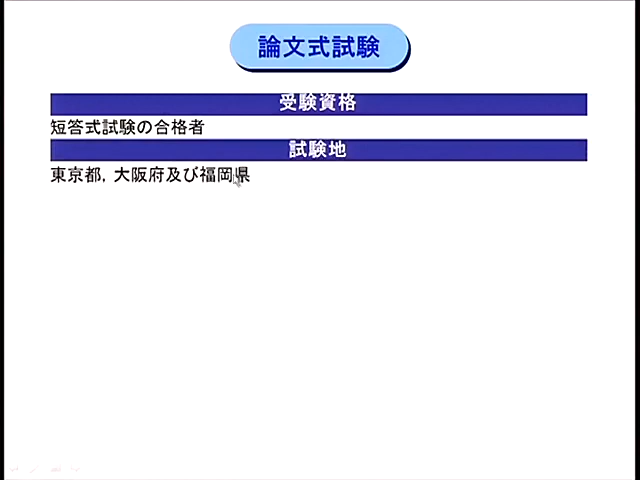 論文式試験
受験資格
短答式試験の合格者
試験地
東京都，大阪府及び福岡県